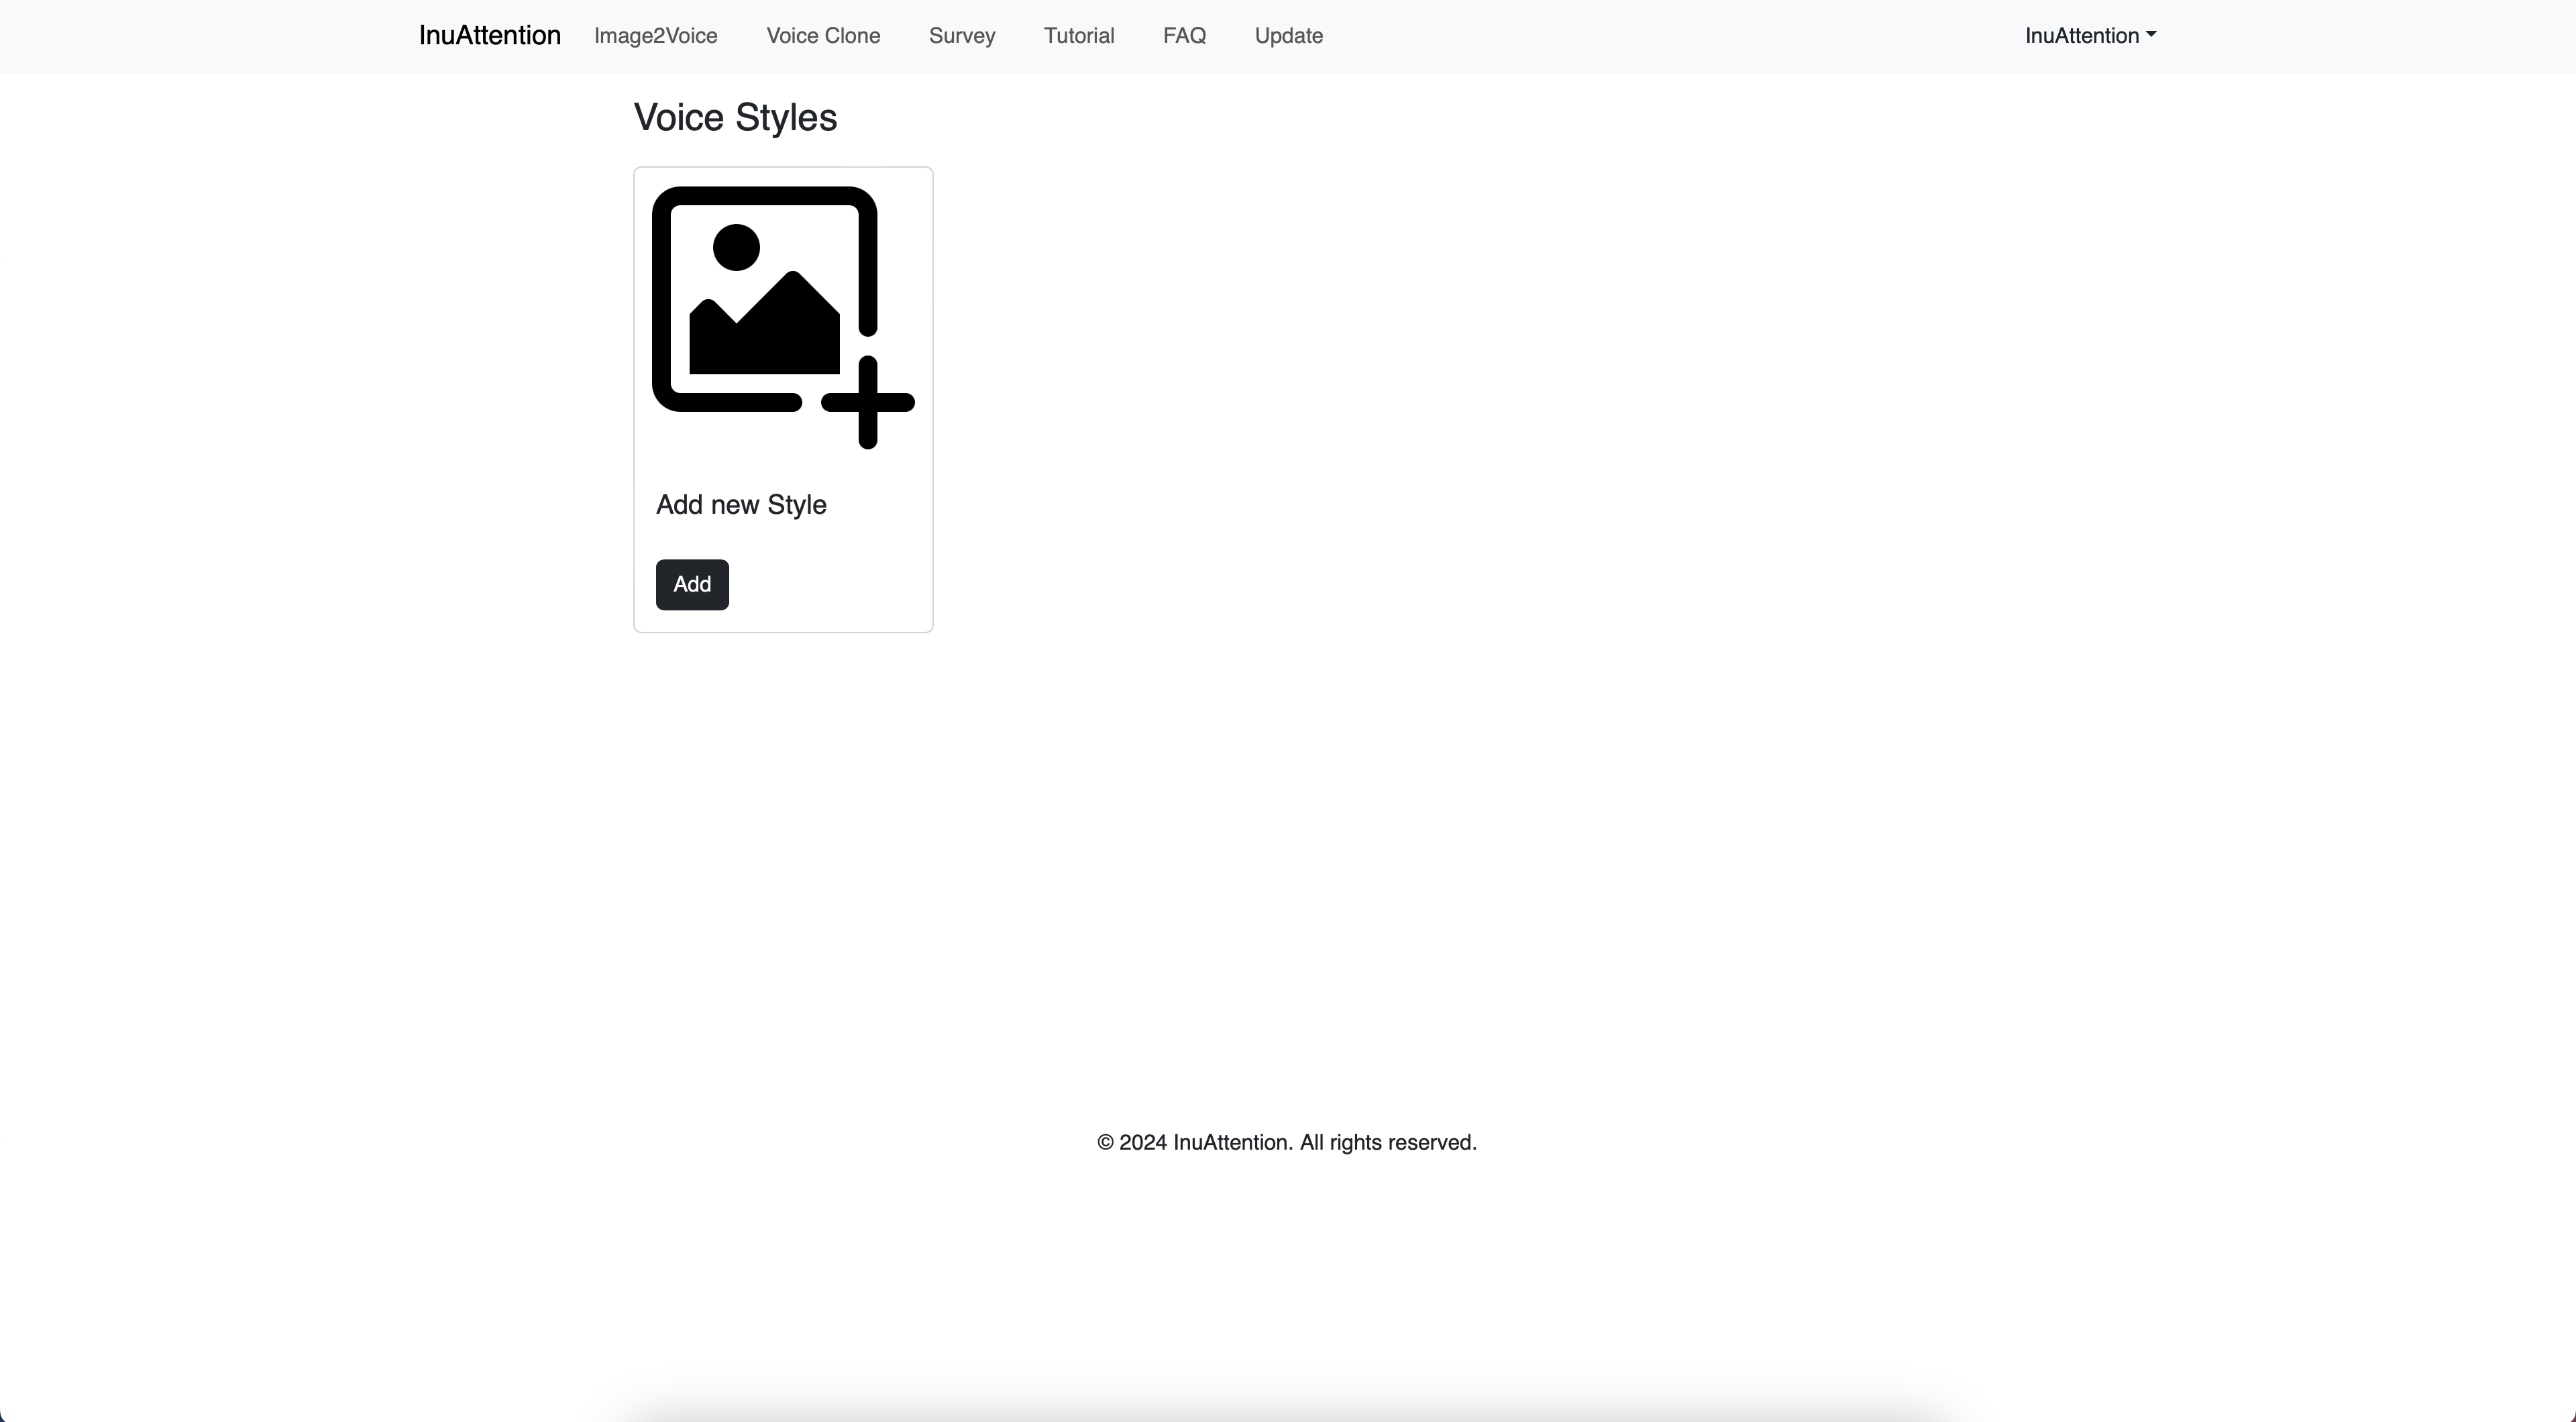 InuAttention Image2Voice Voice Clone Survey Tutorial FAQ Update InuAttention
Voice Styles
Add new Style
Add
© 2024 InuAttention. All rights reserved.